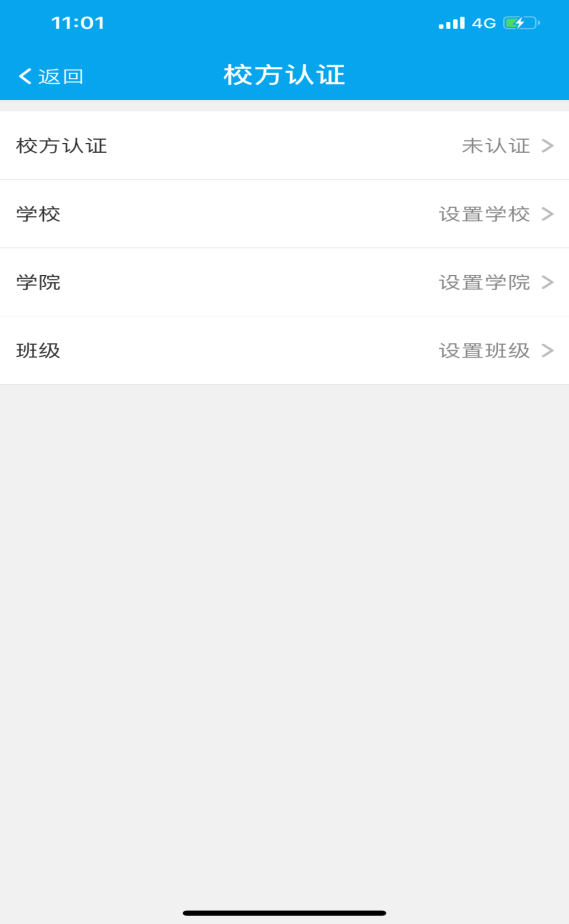 11:01 4G
返回 校方认证
校方认证 未认证
学校 设置学校
学院 设置学院
班级 设置班级